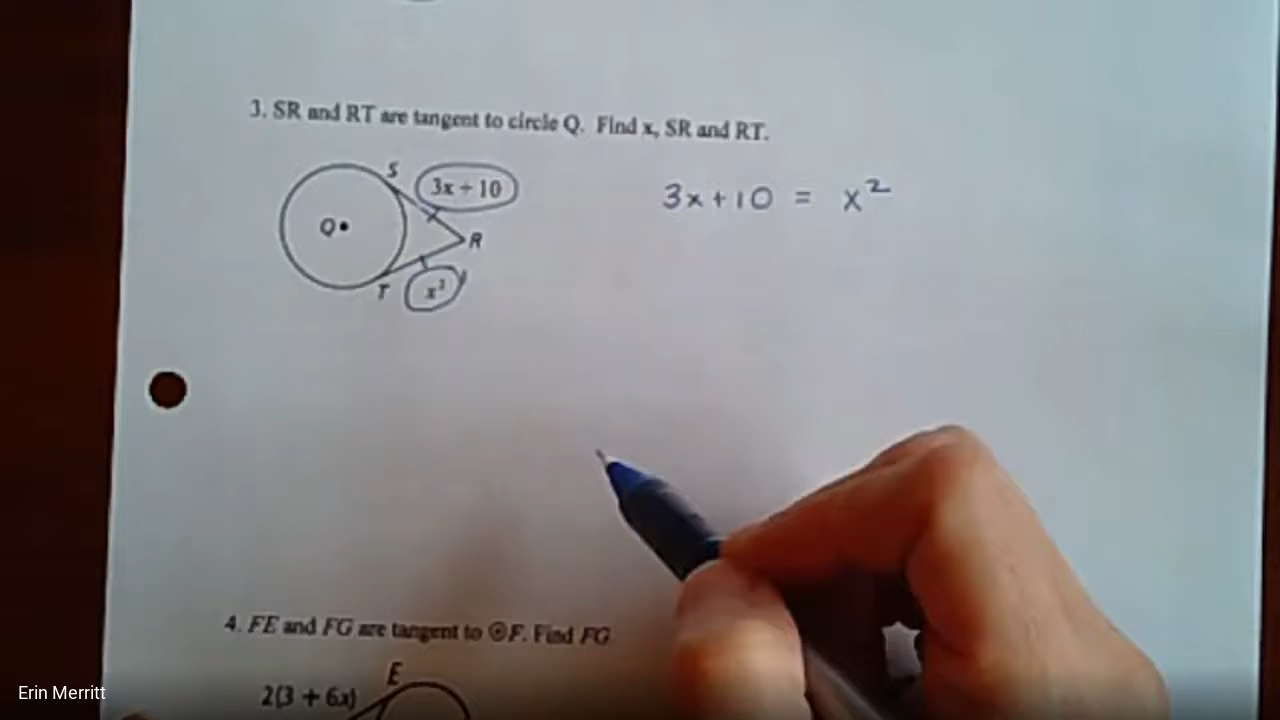 3. SR and RT are tangent to circle Q. Find x, SR and RT.
S
3x + 10
3x + 10 = x²
Q
R
T
x²
4. FE and FG are tangent to ⊙F. Find FG
E
2(3 + 6x)
Erin Merritt